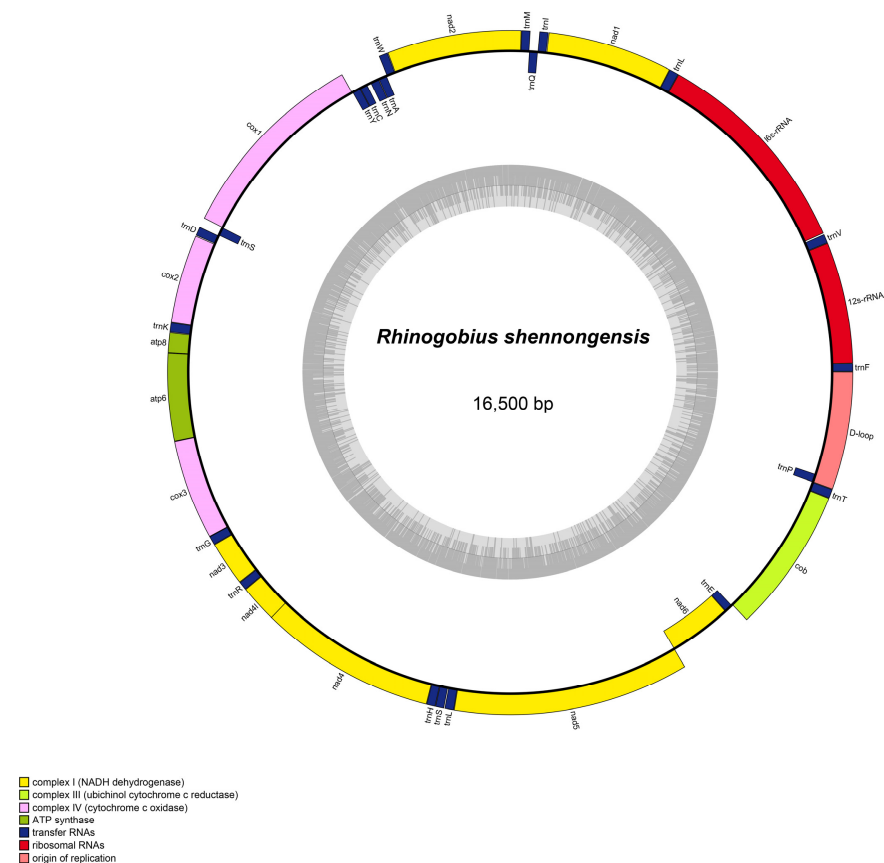 trnM
trnI
nad2
nad1
trnW
trnQ
trnL
trnA
trnN
trnC
trnY
cox1
16s-rRNA
trnD
trnS
trnV
cox2
12s-rRNA
Rhinogobius shennongensis
trnK
atp8
trnF
atp6
16,500 bp
D-loop
trnP
cox3
trnT
trnG
nad3
cob
trnR
trnE
nad6
nad4l
nad4
trnH
trnS
trnL
nad5
complex I (NADH dehydrogenase)
complex III (ubichinol cytochrome c reductase)
complex IV (cytochrome c oxidase)
ATP synthase
transfer RNAs
ribosomal RNAs
origin of replication